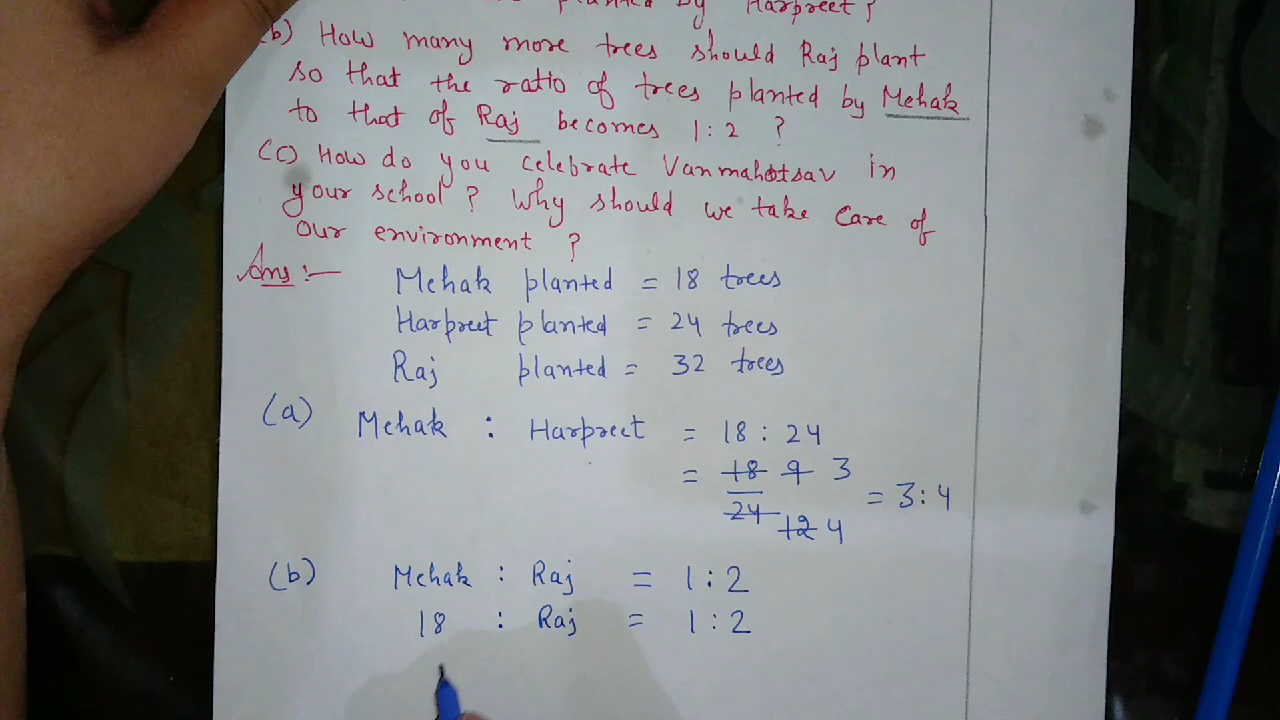 planted by Harpreet?
(b) How many more trees should Raj plant
so that the ratio of trees planted by Mehak
to that of Raj becomes 1:2 ?
(C) How do you celebrate Vanmahotsav in
your school? Why should we take care of
our environment ?
Ans :-
Mehak planted = 18 trees
Harpreet planted = 24 trees
Raj planted = 32 trees
(a) Mehak : Harpreet = 18 : 24
= 18 9 3
24 12 4 = 3:4
(b) Mehak : Raj = 1:2
18 : Raj = 1:2